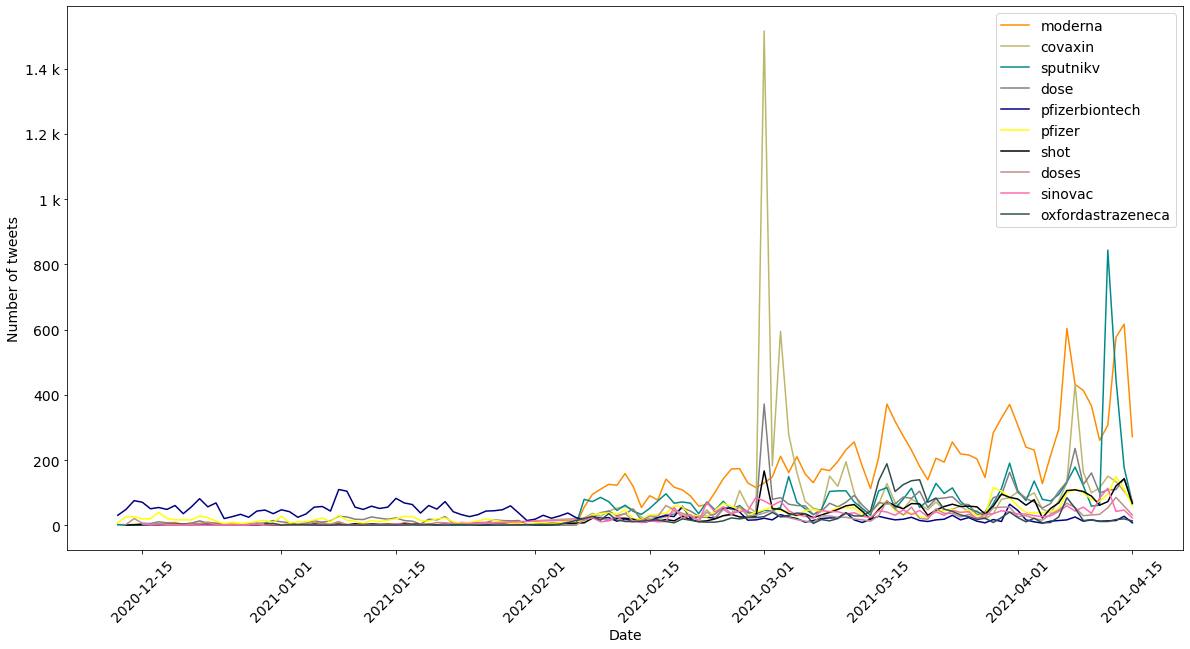 moderna
covaxin
sputnikv
dose
pfizerbiontech
pfizer
shot
doses
sinovac
oxfordastrazeneca
1.4 k
1.2 k
1 k
800
600
400
200
0
Number of tweets
2020-12-15
2021-01-01
2021-01-15
2021-02-01
2021-02-15
2021-03-01
2021-03-15
2021-04-01
2021-04-15
Date